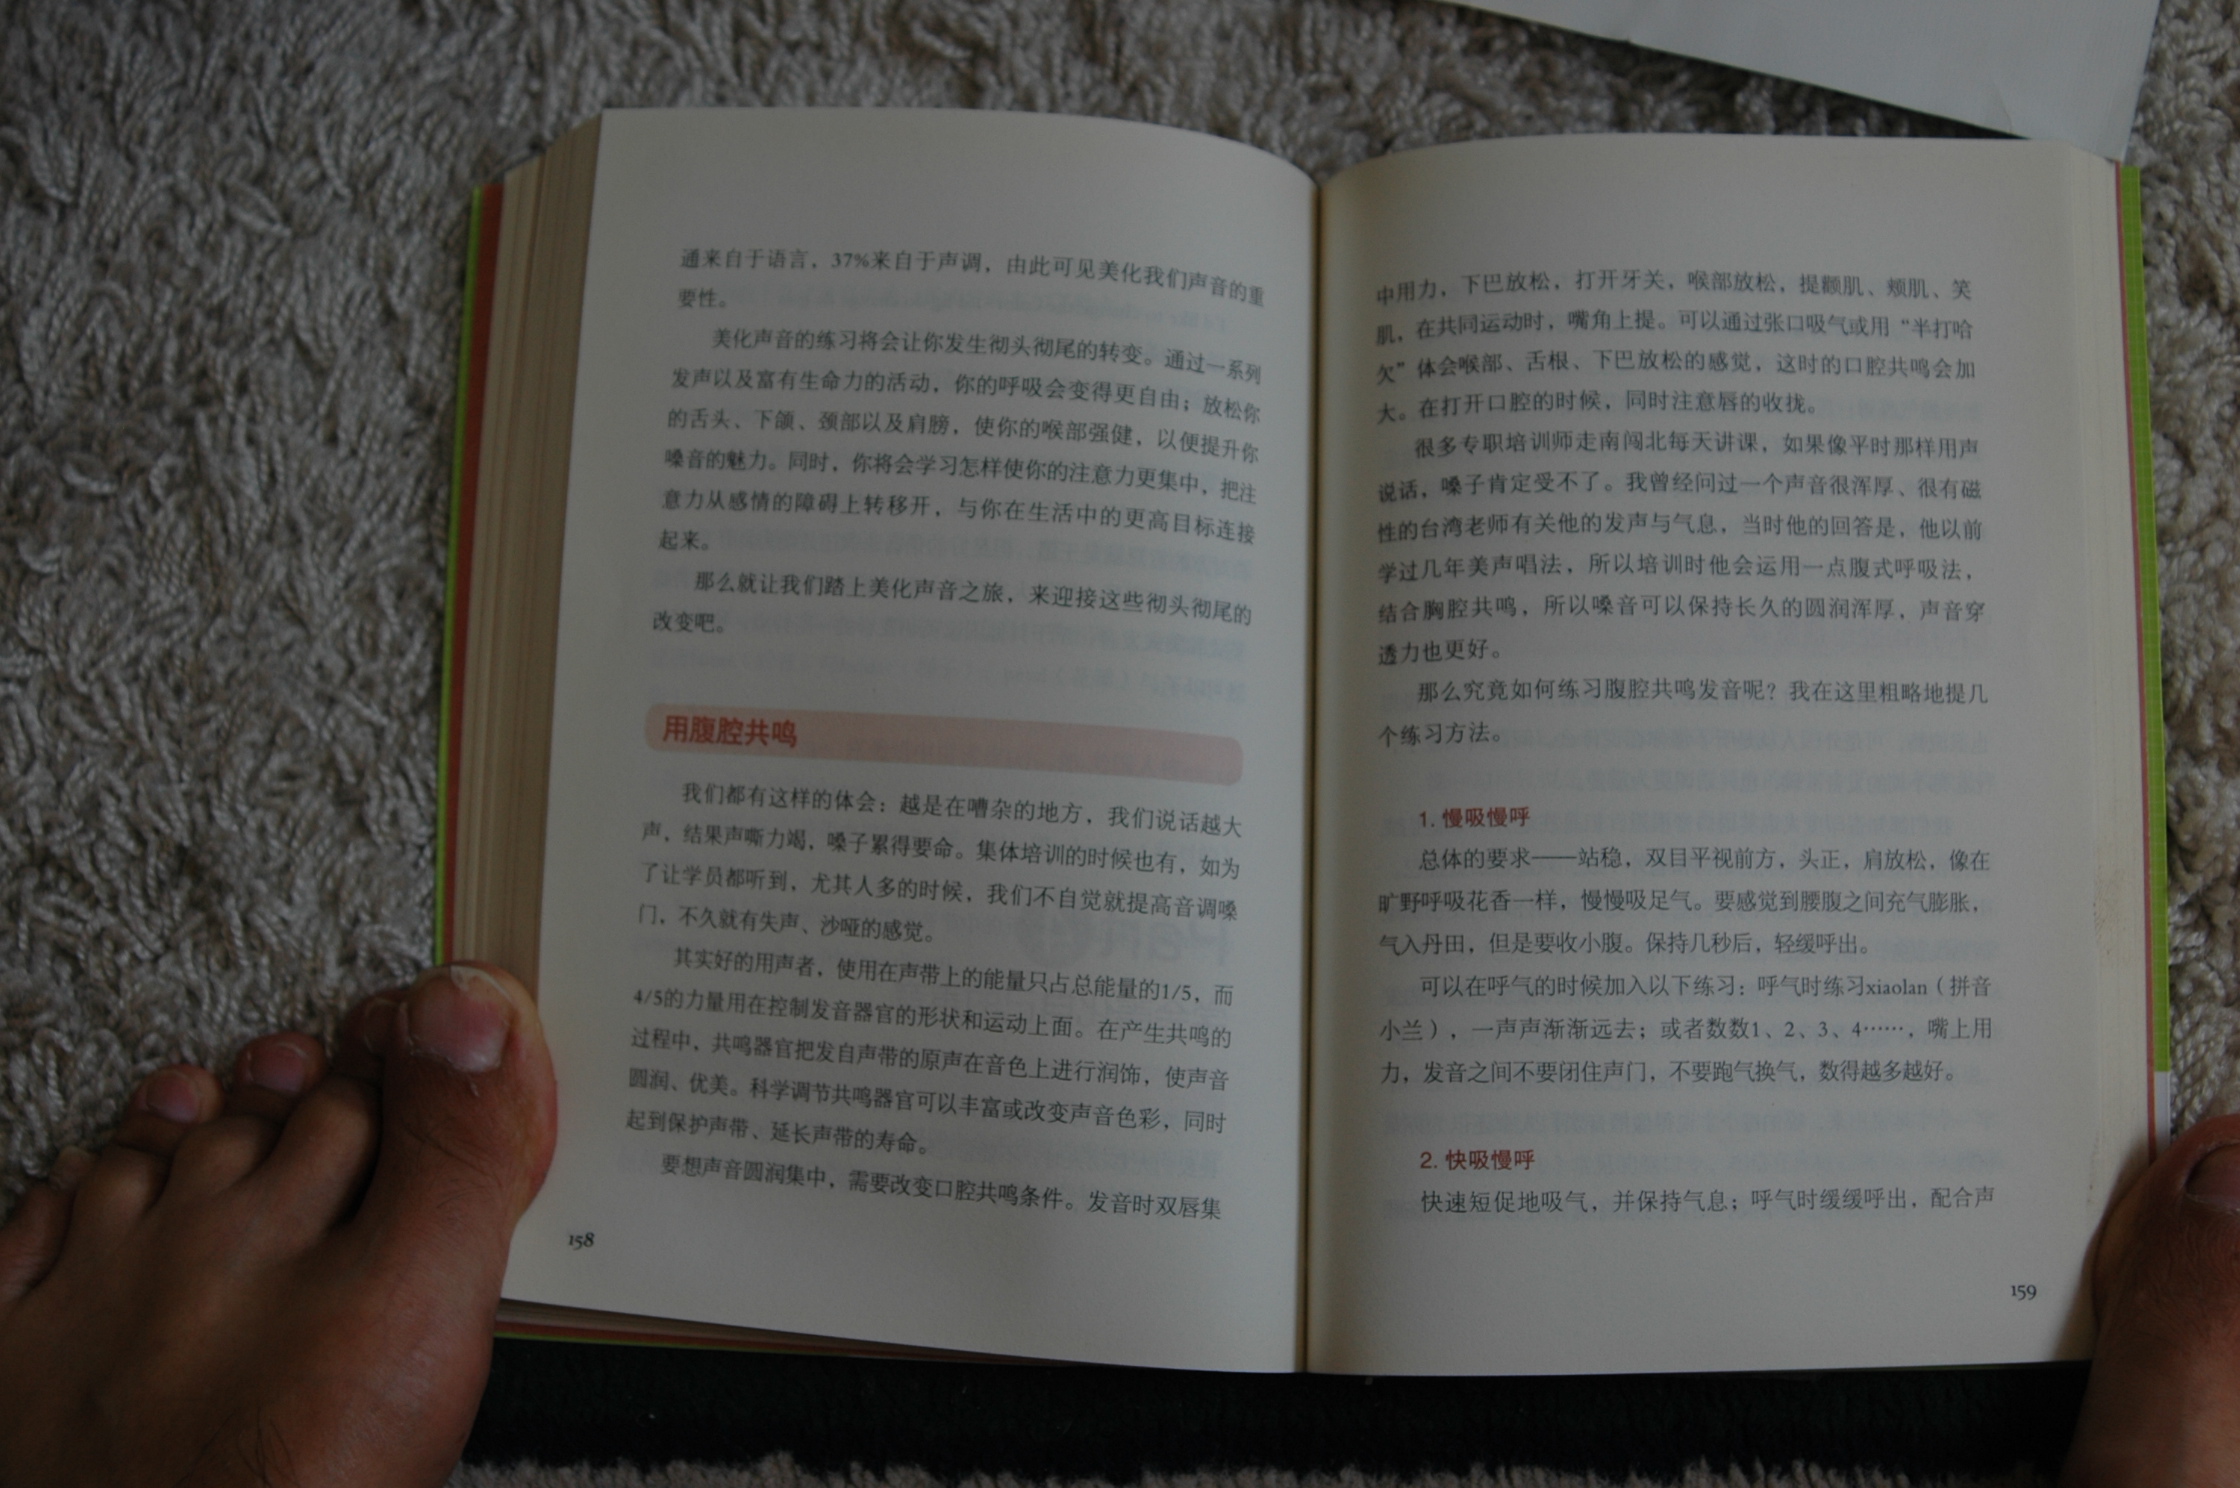 通来自于语言，37%来自于声调，由此可见美化我们声音的重
要性。
美化声音的练习将会让你发生彻头彻尾的转变。通过一系列
发声以及富有生命力的活动，你的呼吸会变得更自由；放松你
的舌头、下颌、颈部以及肩膀，使你的喉部强健，以便提升你
嗓音的魅力。同时，你将会学习怎样使你的注意力更集中，把注
意力从感情的障碍上转移开，与你在生活中的更高目标连接
起来。
那么就让我们踏上美化声音之旅，来迎接这些彻头彻尾的
改变吧。
用腹腔共鸣
我们都有这样的体会：越是在嘈杂的地方，我们说话越大
声，结果声嘶力竭，嗓子累得要命。集体培训的时候也有，如为
了让学员都听到，尤其人多的时候，我们不自觉就提高音调嗓
门，不久就有失声、沙哑的感觉。
其实好的用声者，使用在声带上的能量只占总能量的1/5，而
4/5的力量用在控制发音器官的形状和运动上面。在产生共鸣的
过程中，共鸣器官把发自声带的原声在音色上进行润饰，使声音
圆润、优美。科学调节共鸣器官可以丰富或改变声音色彩，同时
起到保护声带、延长声带的寿命。
要想声音圆润集中，需要改变口腔共鸣条件。发音时双唇集
158
中用力，下巴放松，打开牙关，喉部放松，提颧肌、颊肌、笑
肌，在共同运动时，嘴角上提。可以通过张口吸气或用“半打哈
欠”体会喉部、舌根、下巴放松的感觉，这时的口腔共鸣会加
大。在打开口腔的时候，同时注意唇的收拢。
很多专职培训师走南闯北每天讲课，如果像平时那样用声
说话，嗓子肯定受不了。我曾经问过一个声音很浑厚、很有磁
性的台湾老师有关他的发声与气息，当时他的回答是，他以前
学过几年美声唱法，所以培训时他会运用一点腹式呼吸法，
结合胸腔共鸣，所以嗓音可以保持长久的圆润浑厚，声音穿
透力也更好。
那么究竟如何练习腹腔共鸣发音呢？我在这里粗略地提几
个练习方法。
1. 慢吸慢呼
总体的要求——站稳，双目平视前方，头正，肩放松，像在
旷野呼吸花香一样，慢慢吸足气。要感觉到腰腹之间充气膨胀，
气入丹田，但是要收小腹。保持几秒后，轻缓呼出。
可以在呼气的时候加入以下练习：呼气时练习xiaolan（拼音
小兰），一声声渐渐远去；或者数数1、2、3、4……，嘴上用
力，发音之间不要闭住声门，不要跑气换气，数得越多越好。
2. 快吸慢呼
快速短促地吸气，并保持气息；呼气时缓缓呼出，配合声
159